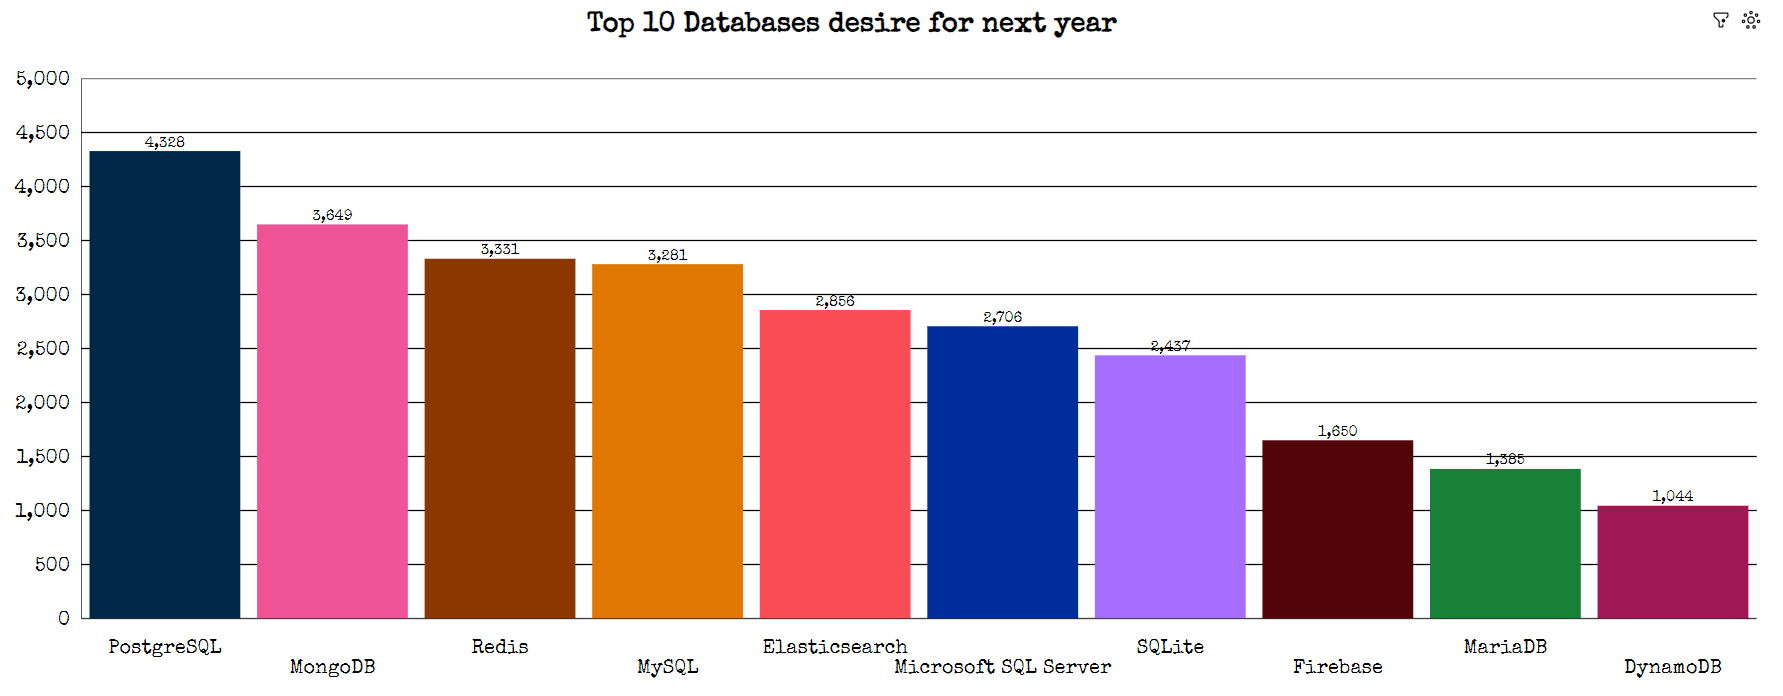 Top 10 Databases desire for next year
5,000
4,500
4,000
3,500
3,000
2,500
2,000
1,500
1,000
500
0
4,328
3,649
3,331
3,281
2,856
2,706
2,437
1,650
1,385
1,044
PostgreSQL
MongoDB
Redis
MySQL
Elasticsearch
Microsoft SQL Server
SQLite
Firebase
MariaDB
DynamoDB